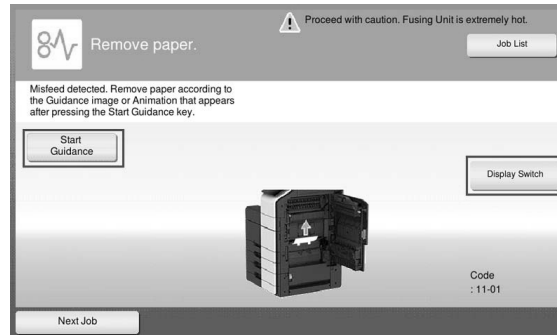 Proceed with caution. Fusing Unit is extremely hot.
Remove paper.
Job List
Misfeed detected. Remove paper according to
the Guidance image or Animation that appears
after pressing the Start Guidance key.
Start
Guidance
Display Switch
Code
: 11-01
Next Job